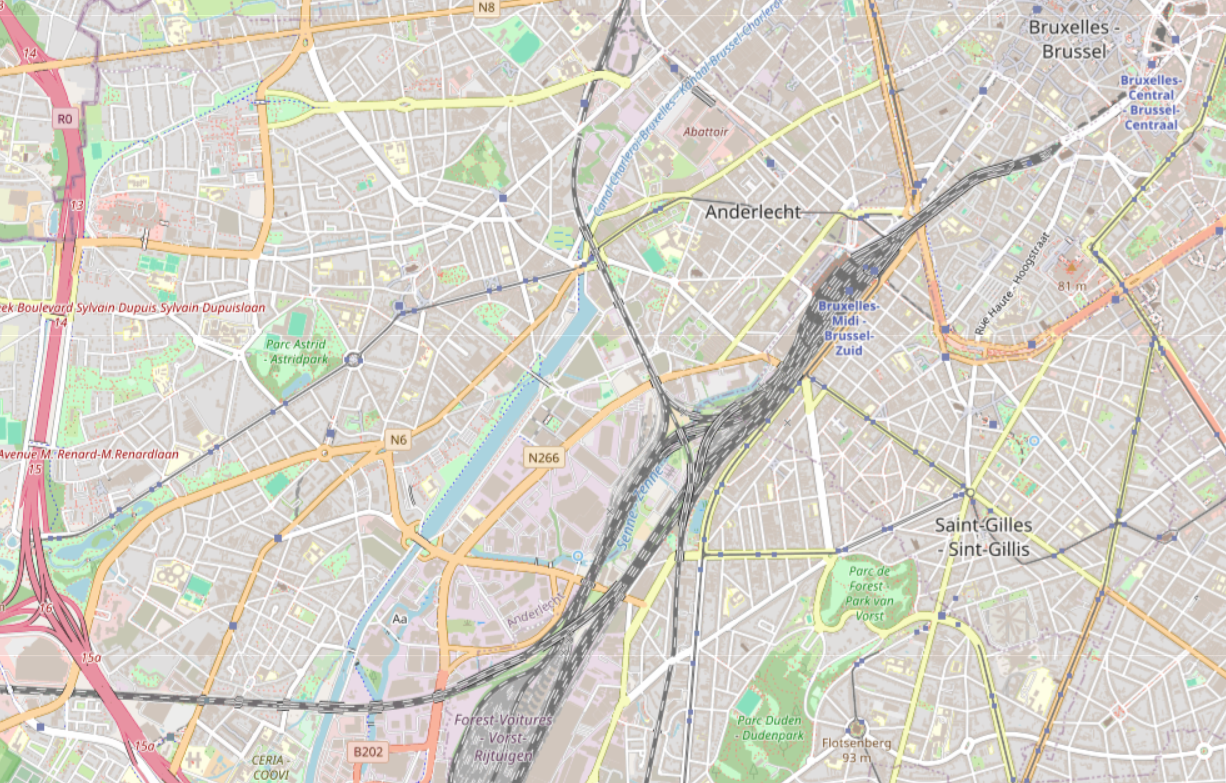 N8
14
Bruxelles -
Brussel
Bruxelles-
Central
- Brussel-
Centraal
Canal Charleroi-Bruxelles - Kanaal Brussel-Charleroi
R0
Abattoir
13
Anderlecht
Rue Haute - Hoogstraat
81 m
Boulevard Sylvain Dupuis Sylvain Dupuislaan
14
Bruxelles-
Midi -
Brussel-
Zuid
Parc Astrid
- Astridpark
N6
Avenue M. Renard-M.Renardlaan
15
N266
Senne - Zenne
Saint-Gilles
- Sint-Gillis
Parc de
Forest-
Park van
Vorst
16
Anderlecht
Aa
15a
Forest-Voitures
- Vorst-
Rijtuigen
Parc Duden
- Dudenpark
Flotsenberg
93 m
15a
B202
CERIA -
COOVI